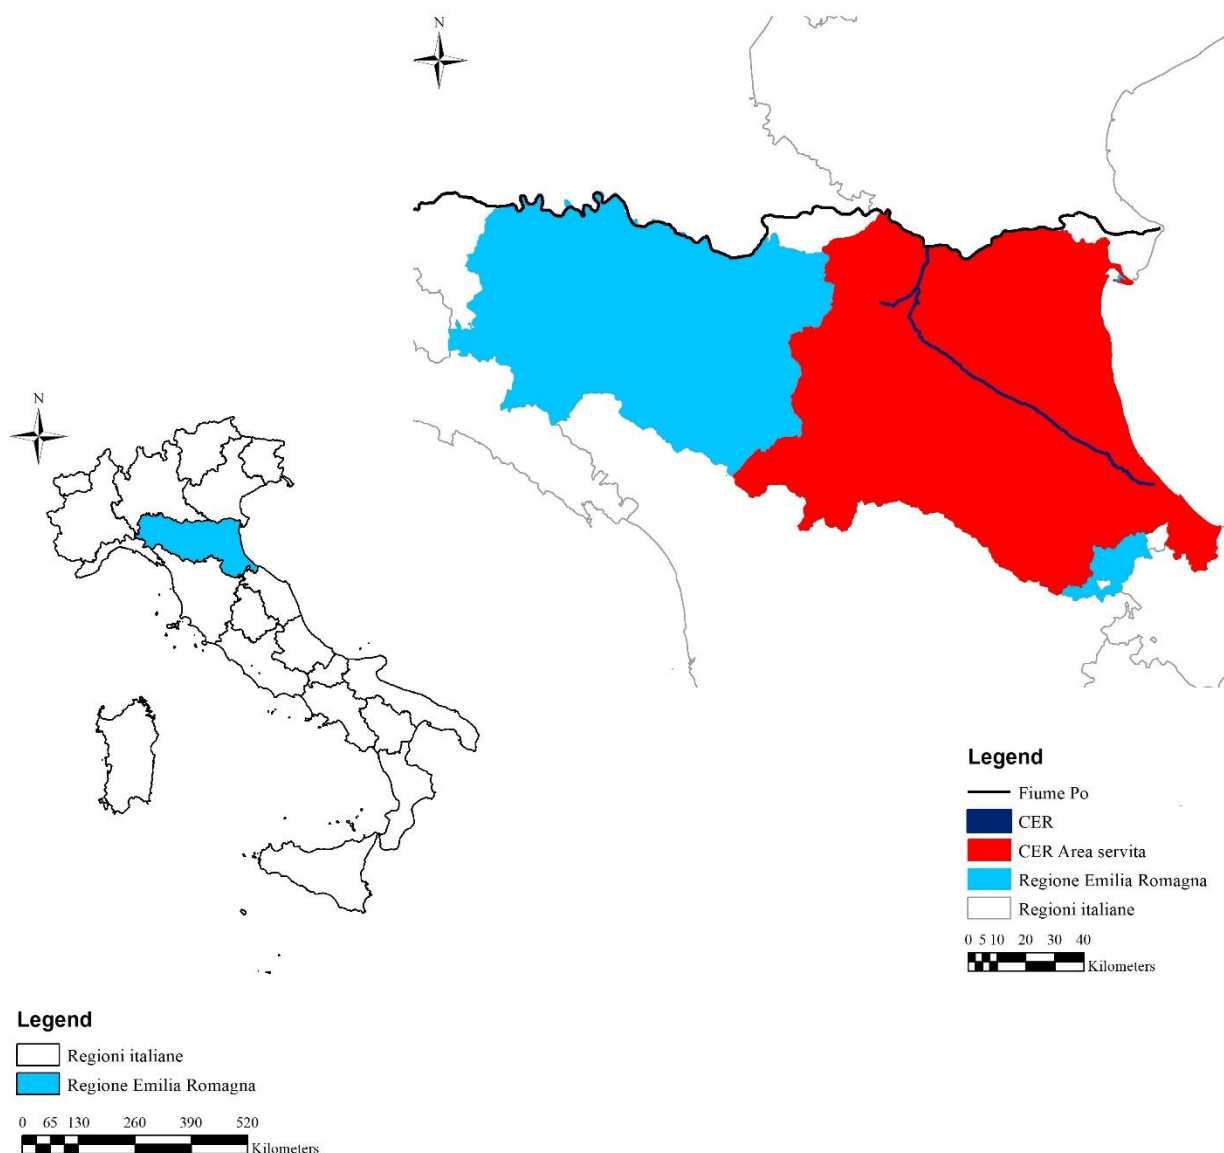 N
N
Legend
Fiume Po
CER
CER Area servita
Regione Emilia Romagna
Regioni italiane
0 5 10 20 30 40
Kilometers
Legend
Regioni italiane
Regione Emilia Romagna
0 65 130 260 390 520
Kilometers